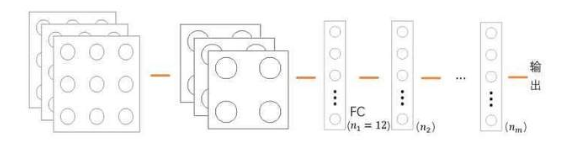 输
出
FC
(n₁ = 12)
(n₂)
...
(nₘ)